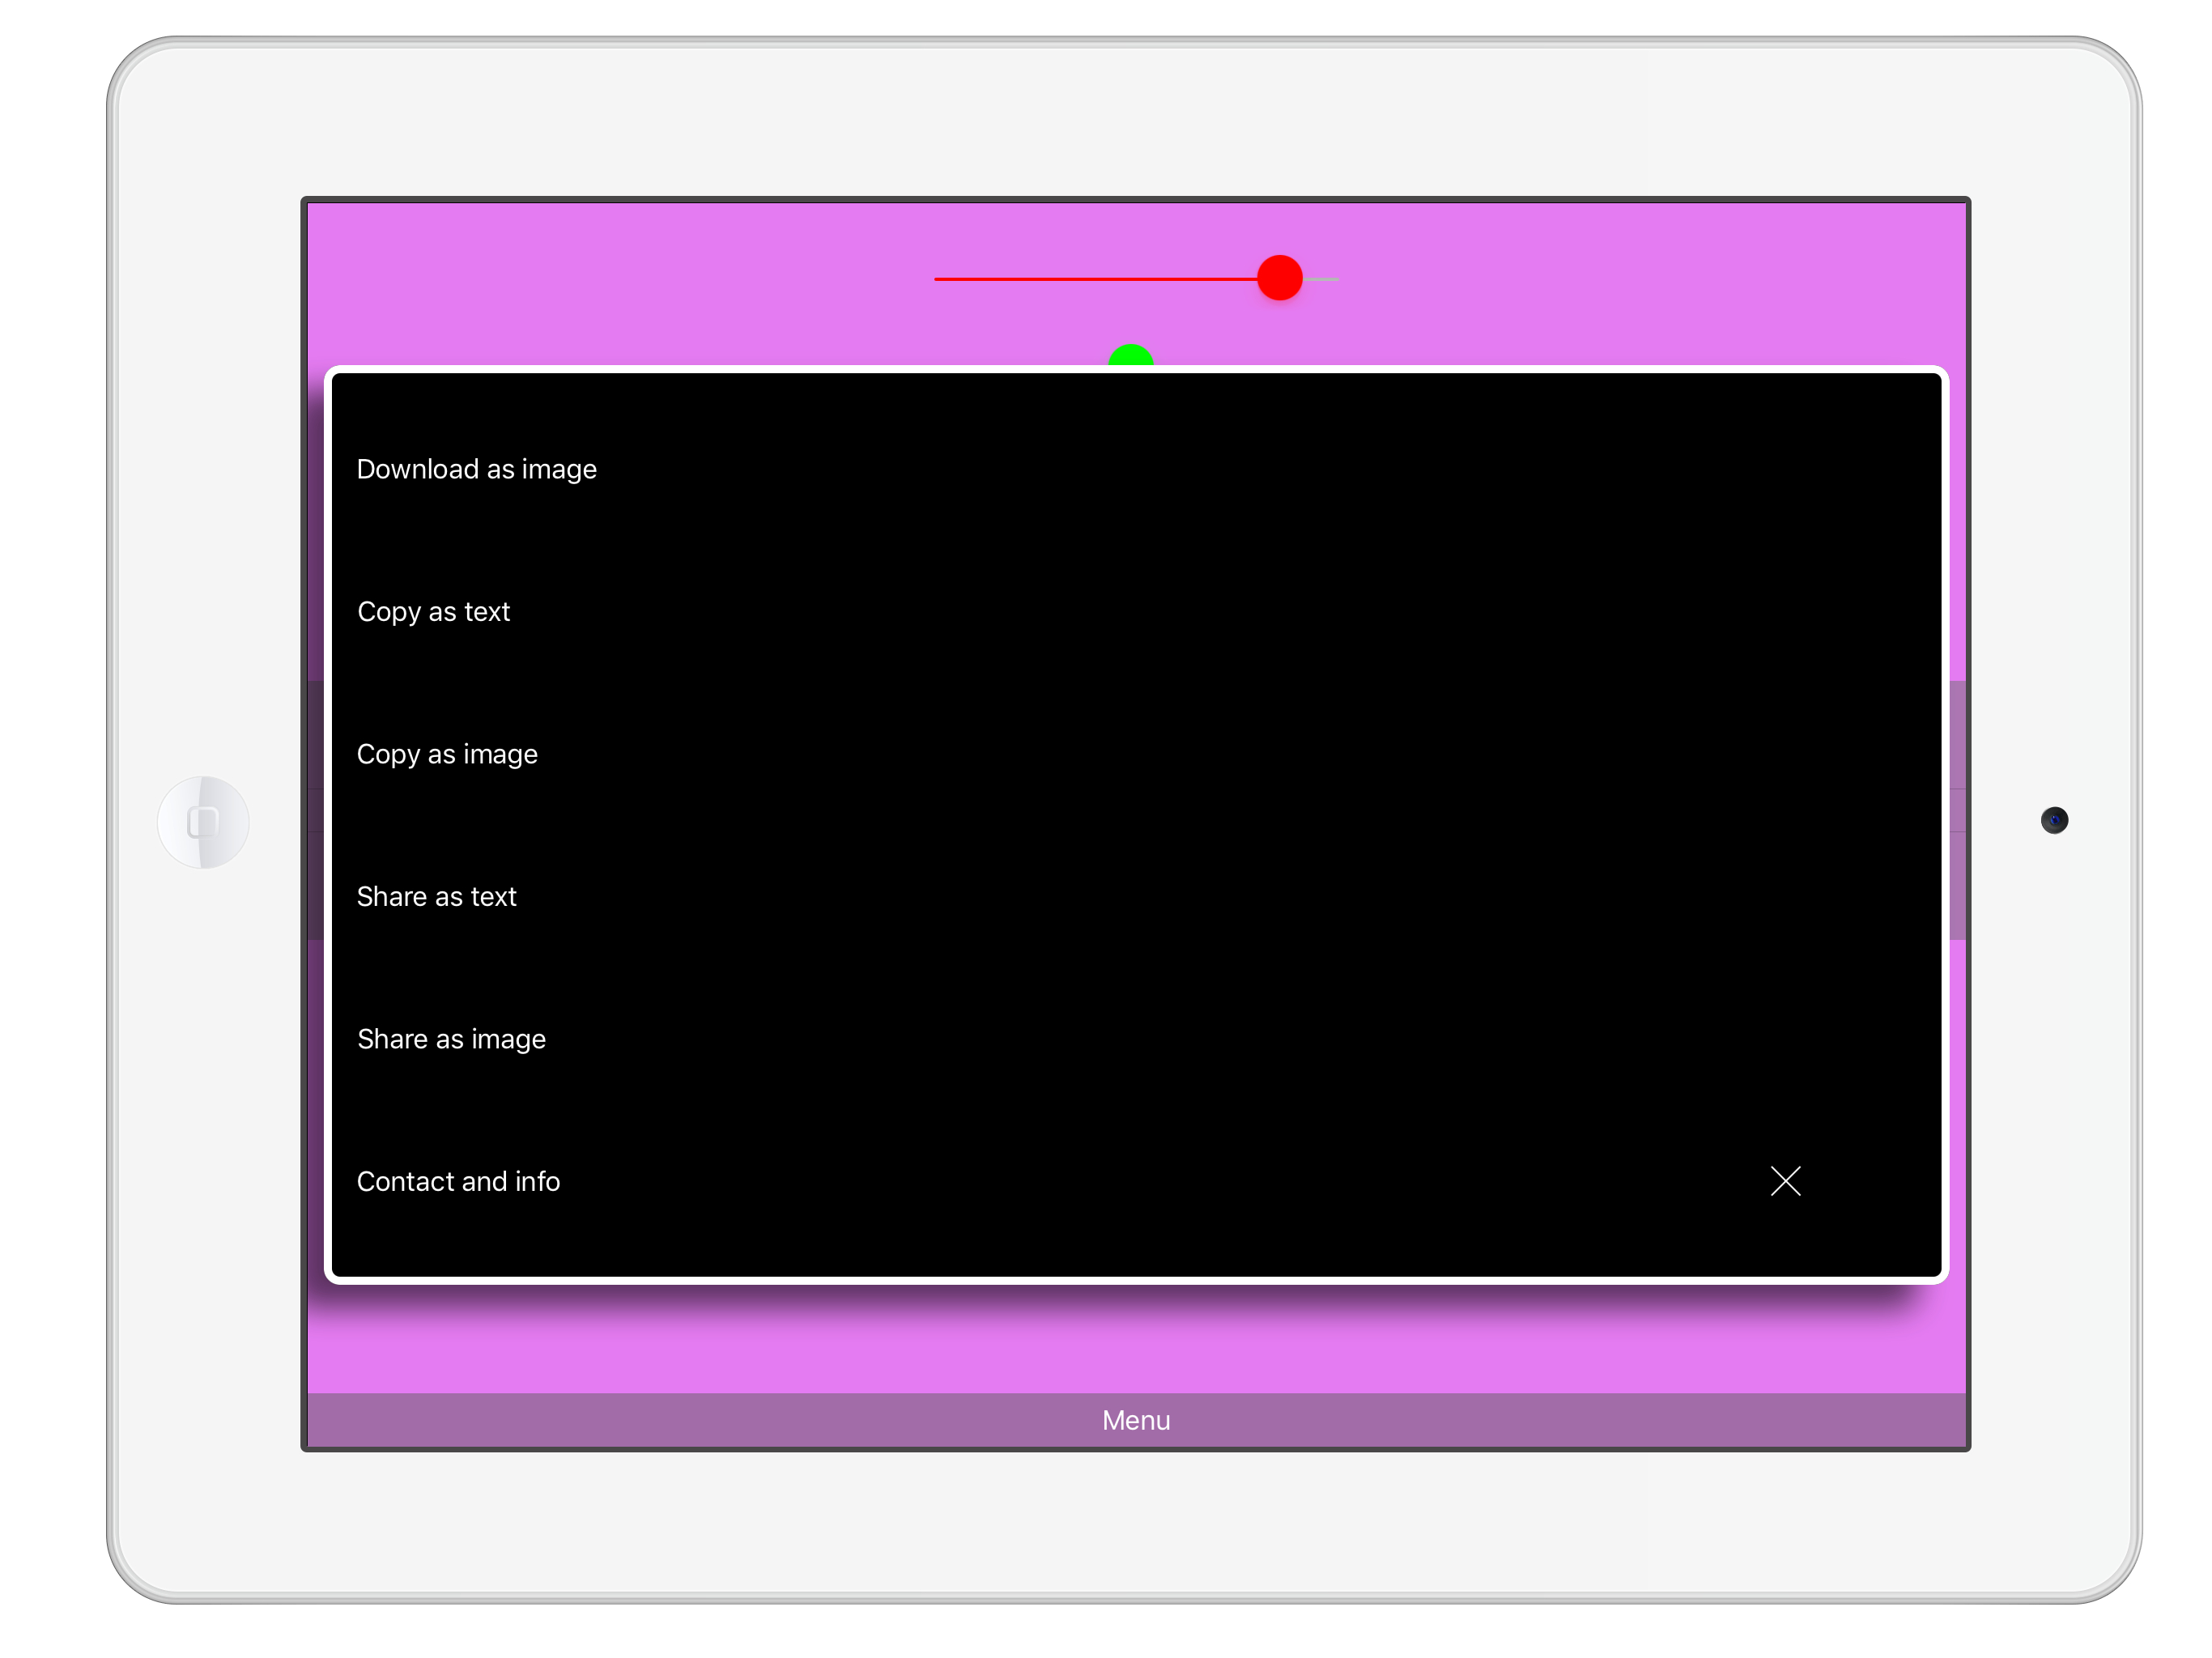 Download as image
Copy as text
Copy as image
Share as text
Share as image
Contact and info
Menu